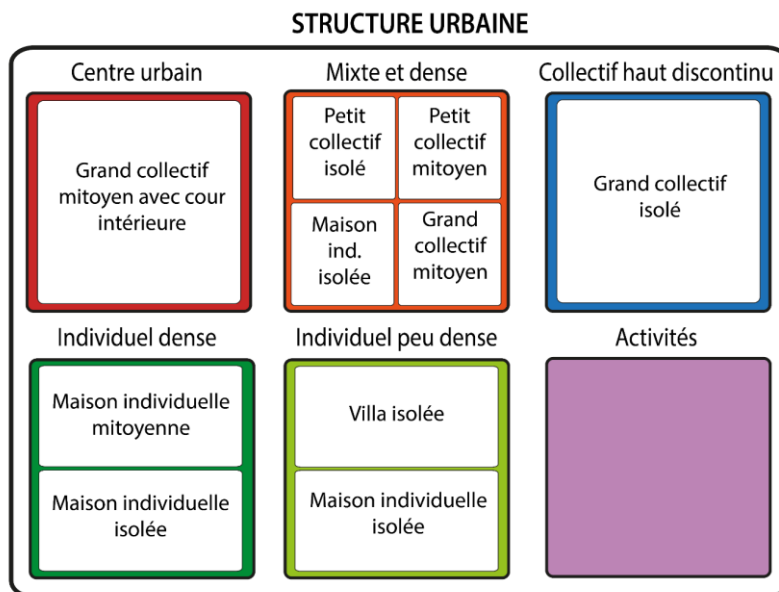 STRUCTURE URBAINE
Centre urbain
Grand collectif
mitoyen avec cour
intérieure
Mixte et dense
Petit
collectif
isolé
Petit
collectif
mitoyen
Maison
ind.
isolée
Grand
collectif
mitoyen
Collectif haut discontinu
Grand collectif
isolé
Individuel dense
Maison individuelle
mitoyenne
Maison individuelle
isolée
Individuel peu dense
Villa isolée
Maison individuelle
isolée
Activités